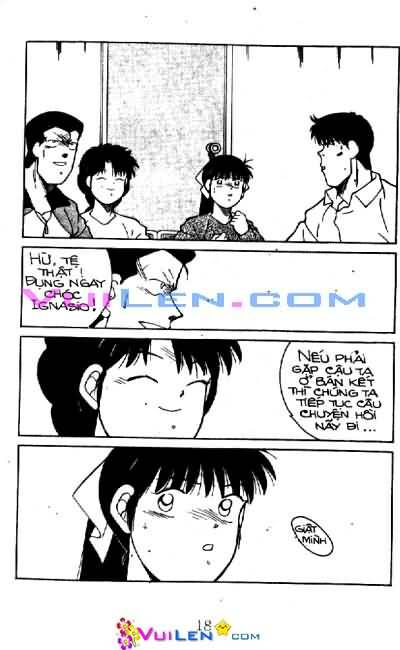 HỪ, TỆ
THẬT!
ĐỤNG NGAY
CHÓC
IGNASIO!
VUILEN.COM
NẾU PHẢI
GẶP CẬU TA
Ở BÁN KẾT
THÌ CHÚNG TA
TIẾP TỤC CÂU
CHUYỆN HỒI
NÃY ĐI ...
GIẬT
MÌNH
18
VUILEN.COM